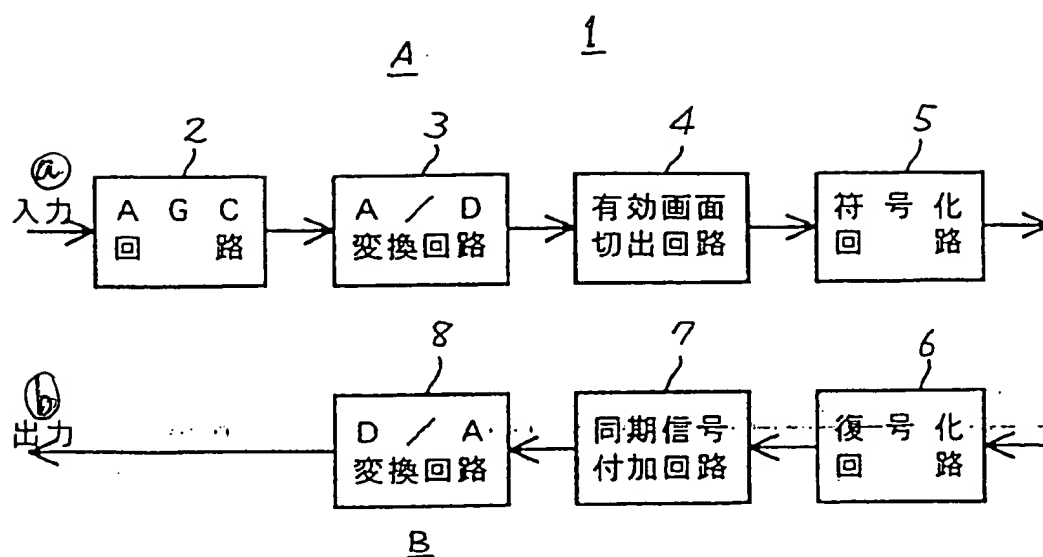 1
A
2
3
4
5
a
入力
A G C
回 路
A / D
変換回路
有効画面
切出回路
符 号 化
回 路
8
7
6
b
出力
D / A
変換回路
同期信号
付加回路
復 号 化
回 路
B